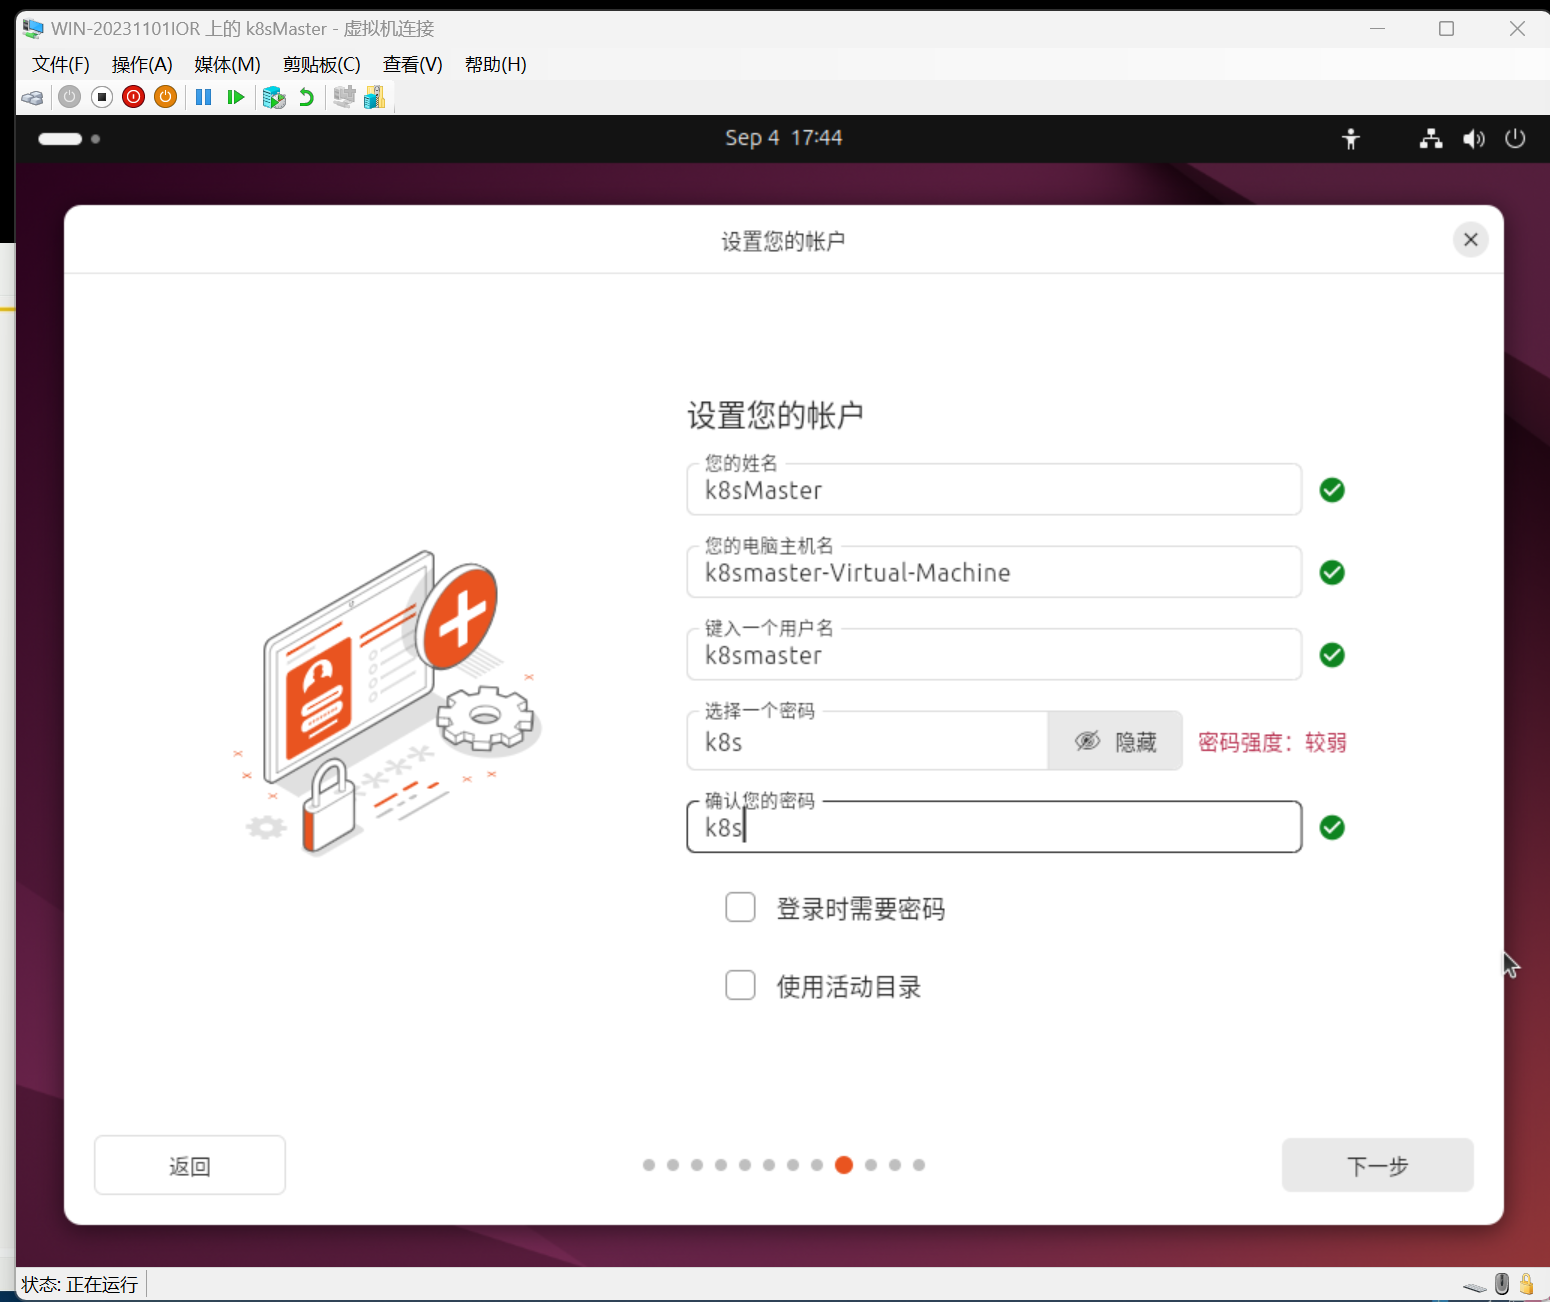 WIN-20231101IOR 上的 k8sMaster - 虚拟机连接
文件(F) 操作(A) 媒体(M) 剪贴板(C) 查看(V) 帮助(H)
Sep 4 17:44
设置您的帐户
设置您的帐户
您的姓名
k8sMaster
您的电脑主机名
k8smaster-Virtual-Machine
键入一个用户名
k8smaster
选择一个密码
k8s 隐藏 密码强度：较弱
确认您的密码
k8s
登录时需要密码
使用活动目录
返回 下一步
状态: 正在运行